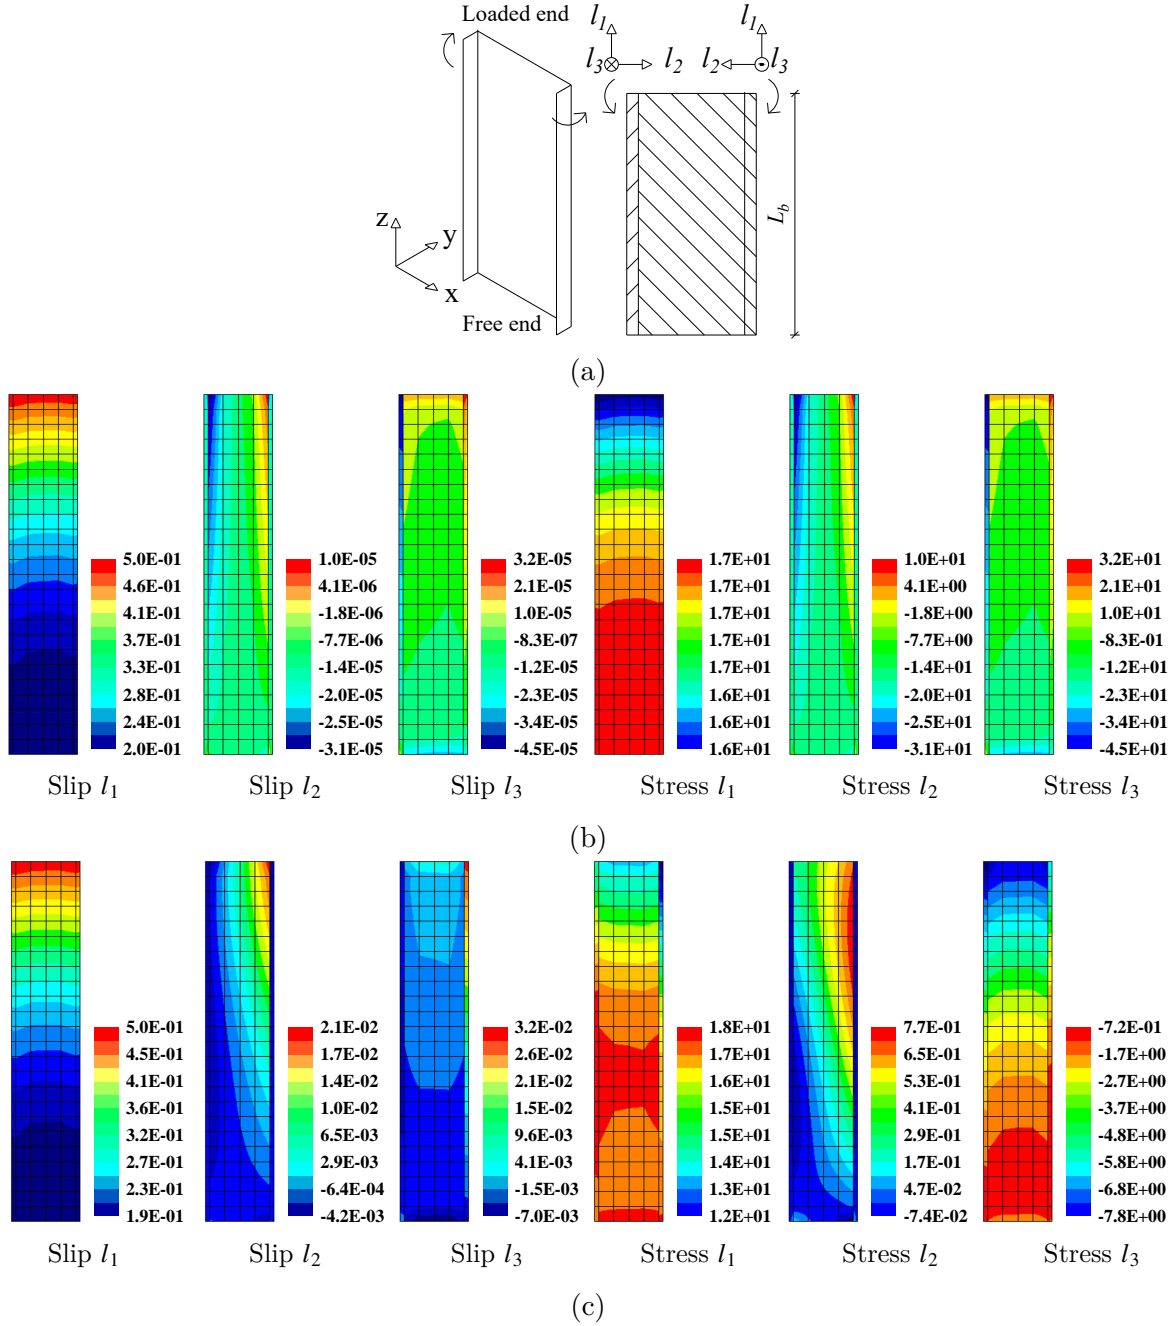 Loaded end
l1 l1
l3 l2 l2 l3
z
y
x
Lb
Free end
(a)
5.0E-01 1.0E-05 3.2E-05 1.7E+01 1.0E+01 3.2E+01
4.6E-01 4.1E-06 2.1E-05 1.7E+01 4.1E+00 2.1E+01
4.1E-01 -1.8E-06 1.0E-05 1.7E+01 -1.8E+00 1.0E+01
3.7E-01 -7.7E-06 -8.3E-07 1.7E+01 -7.7E+00 -8.3E-01
3.3E-01 -1.4E-05 -1.2E-05 1.7E+01 -1.4E+01 -1.2E+01
2.8E-01 -2.0E-05 -2.3E-05 1.6E+01 -2.0E+01 -2.3E+01
2.4E-01 -2.5E-05 -3.4E-05 1.6E+01 -2.5E+01 -3.4E+01
2.0E-01 -3.1E-05 -4.5E-05 1.6E+01 -3.1E+01 -4.5E+01
Slip l1 Slip l2 Slip l3 Stress l1 Stress l2 Stress l3
(b)
5.0E-01 2.1E-02 3.2E-02 1.8E+01 7.7E-01 -7.2E-01
4.5E-01 1.7E-02 2.6E-02 1.7E+01 6.5E-01 -1.7E+00
4.1E-01 1.4E-02 2.1E-02 1.6E+01 5.3E-01 -2.7E+00
3.6E-01 1.0E-02 1.5E-02 1.5E+01 4.1E-01 -3.7E+00
3.2E-01 6.5E-03 9.6E-03 1.5E+01 2.9E-01 -4.8E+00
2.7E-01 2.9E-03 4.1E-03 1.4E+01 1.7E-01 -5.8E+00
2.3E-01 -6.4E-04 -1.5E-03 1.3E+01 4.7E-02 -6.8E+00
1.9E-01 -4.2E-03 -7.0E-03 1.2E+01 -7.4E-02 -7.8E+00
Slip l1 Slip l2 Slip l3 Stress l1 Stress l2 Stress l3
(c)